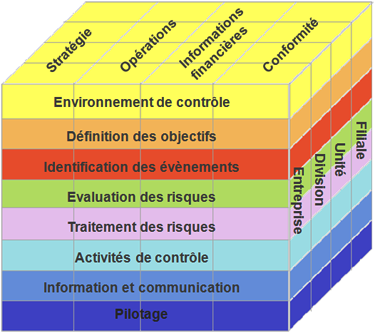 Stratégie
Opérations
Informations
financières
Conformité
Environnement de contrôle
Définition des objectifs
Identification des évènements
Evaluation des risques
Traitement des risques
Activités de contrôle
Information et communication
Pilotage
Entreprise
Division
Unité
Filiale